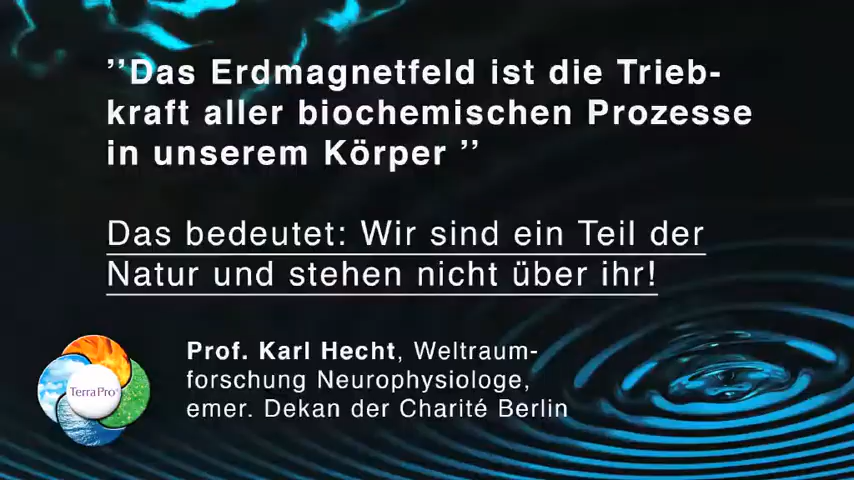 ’’Das Erdmagnetfeld ist die Trieb-
kraft aller biochemischen Prozesse
in unserem Körper ’’
Das bedeutet: Wir sind ein Teil der
Natur und stehen nicht über ihr!
Prof. Karl Hecht, Weltraum-
forschung Neurophysiologe,
emer. Dekan der Charité Berlin
TerraPro®